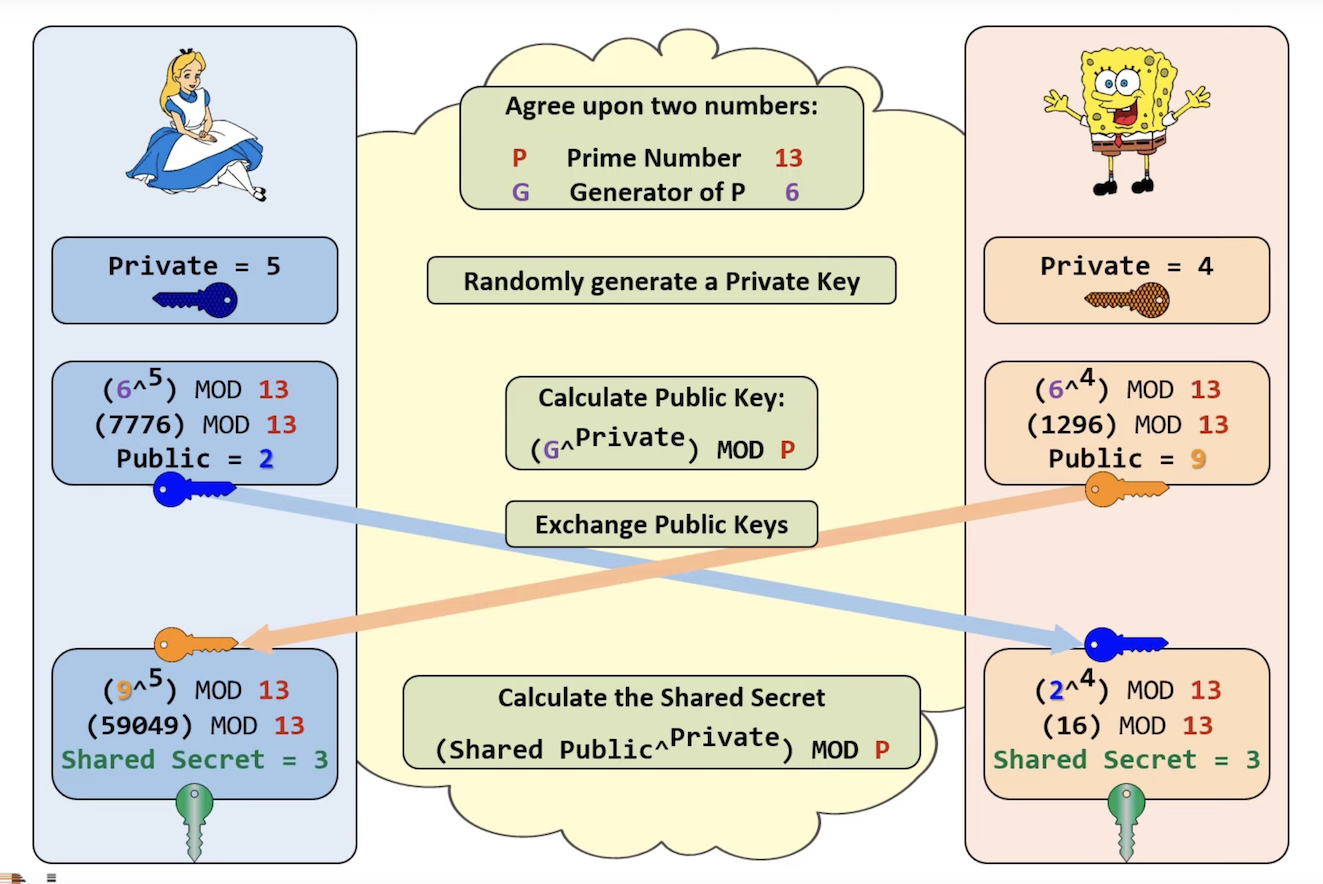 Agree upon two numbers:
P Prime Number 13
G Generator of P 6
Private = 5
Randomly generate a Private Key
Private = 4
(6^5) MOD 13
(7776) MOD 13
Public = 2
Calculate Public Key:
(G^Private) MOD P
(6^4) MOD 13
(1296) MOD 13
Public = 9
Exchange Public Keys
(9^5) MOD 13
(59049) MOD 13
Shared Secret = 3
Calculate the Shared Secret
(Shared Public^Private) MOD P
(2^4) MOD 13
(16) MOD 13
Shared Secret = 3